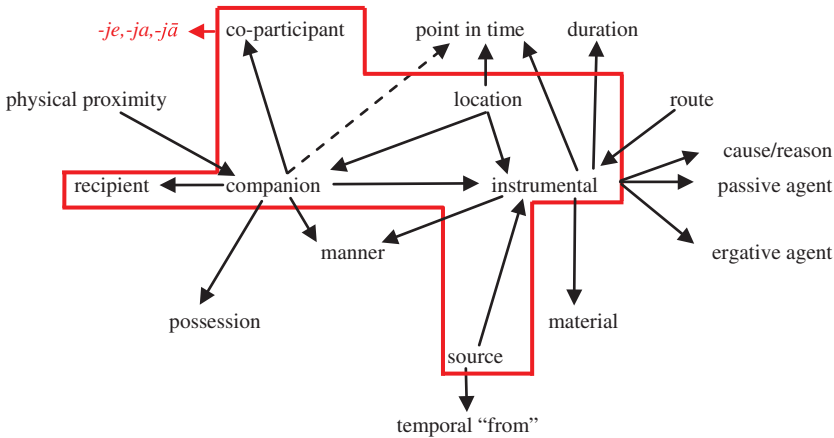 -je,-ja,-jā co-participant point in time duration
physical proximity location route
cause/reason
recipient companion instrumental passive agent
manner ergative agent
possession material
source
temporal “from”